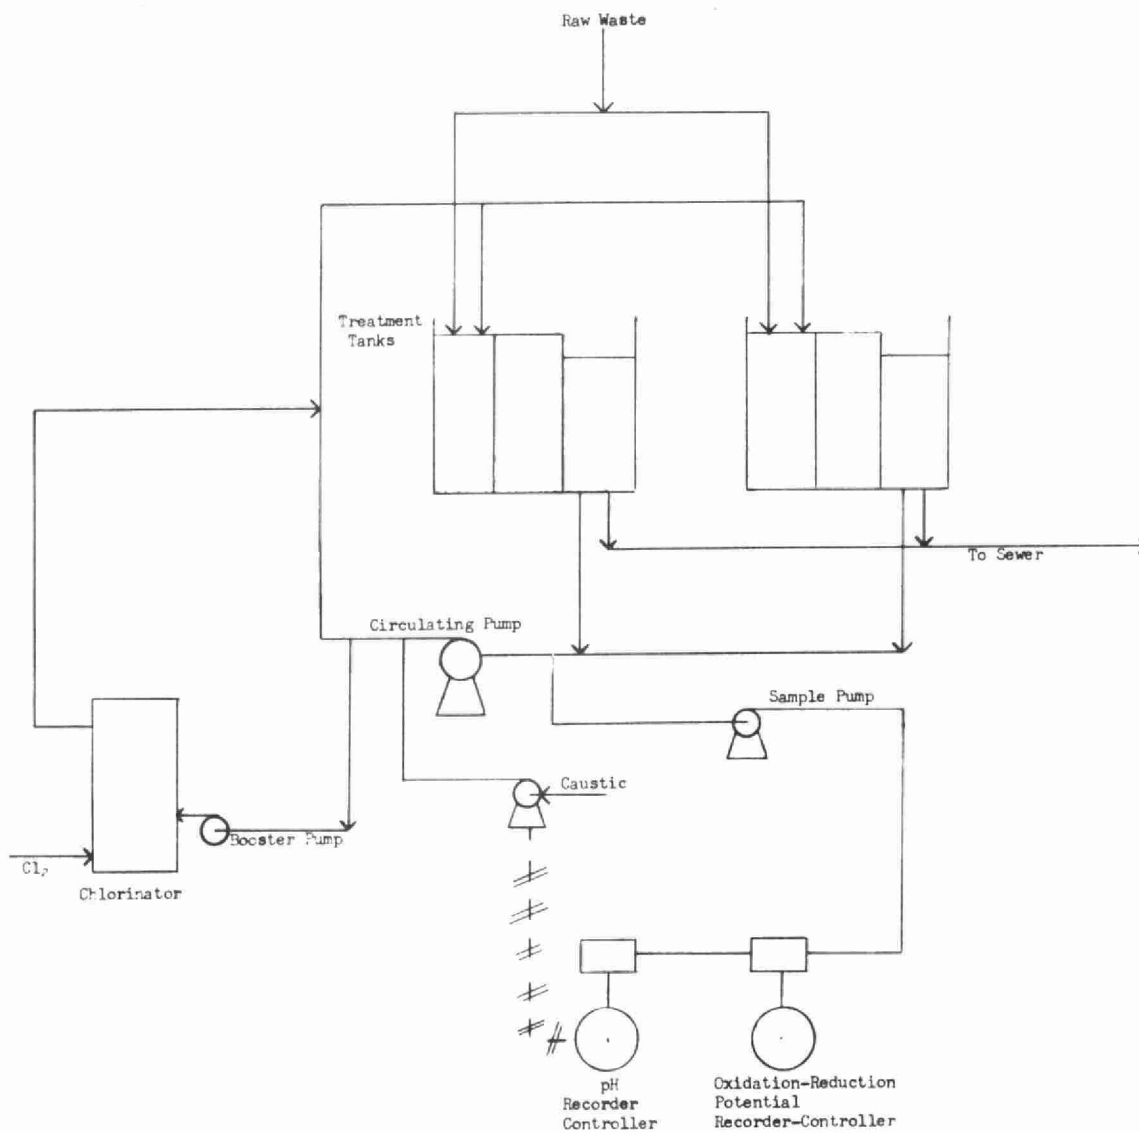 Raw Waste
Treatment
Tanks
To Sewer
Circulating Pump
Sample Pump
Caustic
Booster Pump
Cl₂
Chlorinator
pH
Recorder
Controller
Oxidation-Reduction
Potential
Recorder-Controller